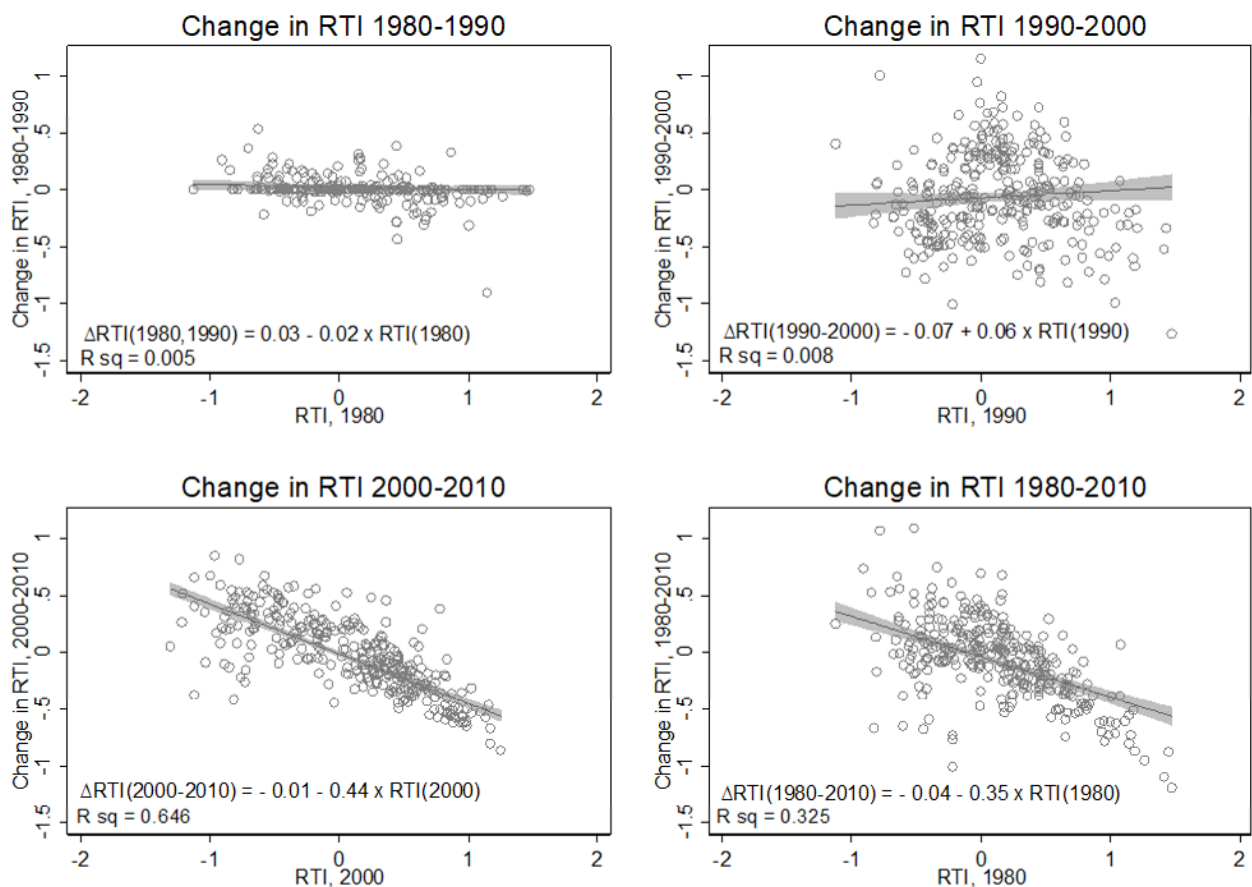 Change in RTI 1980-1990
Change in RTI, 1980-1990
1
.5
0
-.5
-1
-1.5
ΔRTI(1980,1990) = 0.03 - 0.02 x RTI(1980)
R sq = 0.005
-2 -1 0 1 2
RTI, 1980
Change in RTI 1990-2000
Change in RTI, 1990-2000
1
.5
0
-.5
-1
-1.5
ΔRTI(1990-2000) = - 0.07 + 0.06 x RTI(1990)
R sq = 0.008
-2 -1 0 1 2
RTI, 1990
Change in RTI 2000-2010
Change in RTI, 2000-2010
1
.5
0
-.5
-1
-1.5
ΔRTI(2000-2010) = - 0.01 - 0.44 x RTI(2000)
R sq = 0.646
-2 -1 0 1 2
RTI, 2000
Change in RTI 1980-2010
Change in RTI, 1980-2010
1
.5
0
-.5
-1
-1.5
ΔRTI(1980-2010) = - 0.04 - 0.35 x RTI(1980)
R sq = 0.325
-2 -1 0 1 2
RTI, 1980